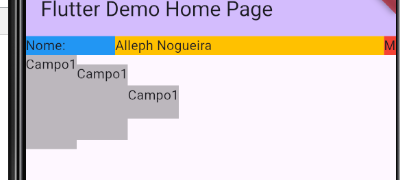 Flutter Demo Home Page
Nome: Alleph Nogueira M
Campo1
Campo1
Campo1